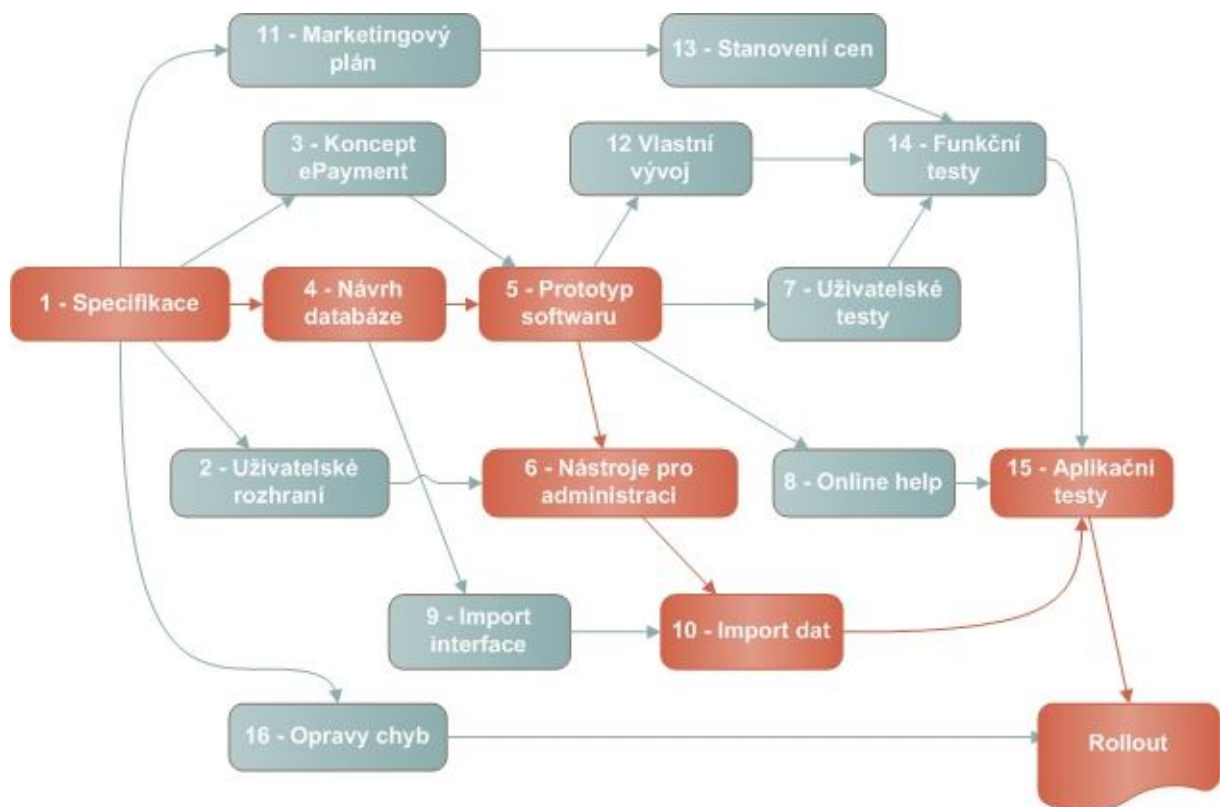 11 - Marketingový
plán
13 - Stanovení cen
3 - Koncept
ePayment
12 Vlastní
vývoj
14 - Funkční
testy
1 - Specifikace
4 - Návrh
databáze
5 - Prototyp
softwaru
7 - Uživatelské
testy
2 - Uživatelské
rozhraní
6 - Nástroje pro
administraci
8 - Online help
15 - Aplikační
testy
9 - Import
interface
10 - Import dat
16 - Opravy chyb
Rollout